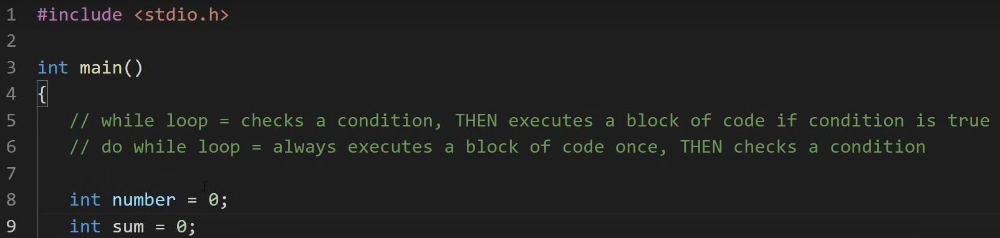 1 #include <stdio.h>
2
3 int main()
4 {
5 // while loop = checks a condition, THEN executes a block of code if condition is true
6 // do while loop = always executes a block of code once, THEN checks a condition
7
8 int number = 0;
9 int sum = 0;